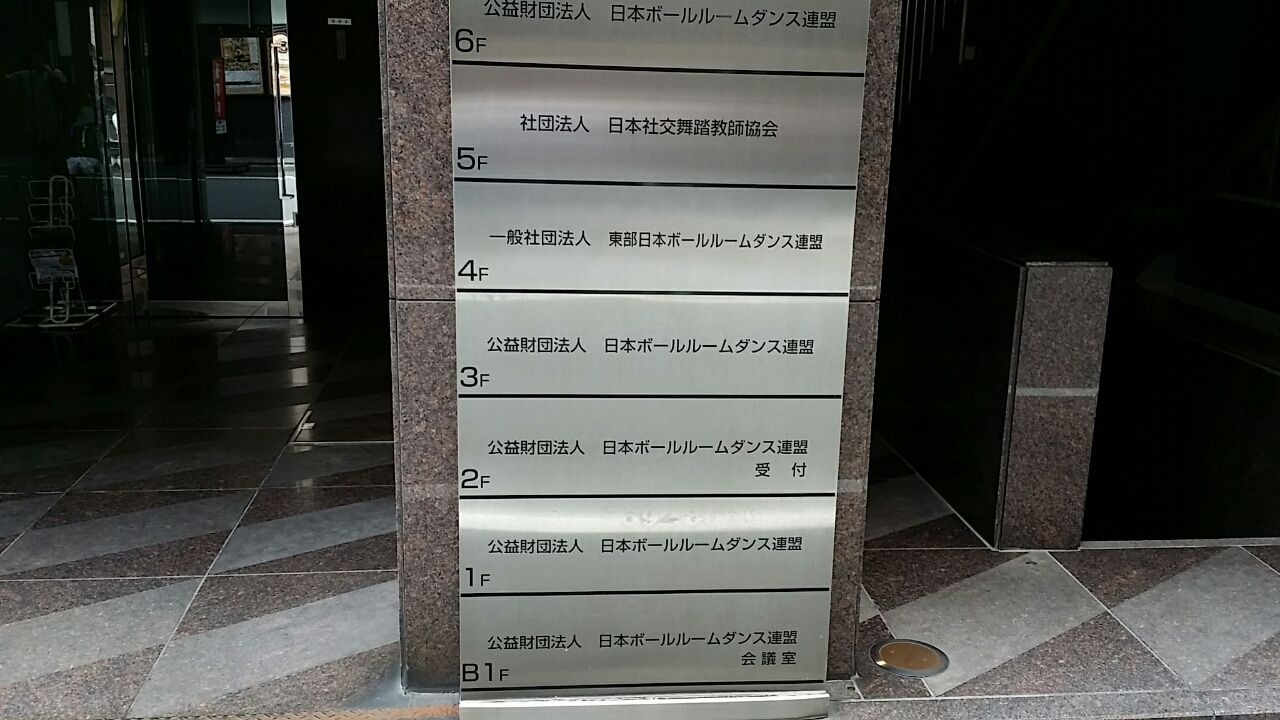 公益財団法人 日本ボールルームダンス連盟
6F
社団法人 日本社交舞踏教師協会
5F
一般社団法人 東部日本ボールルームダンス連盟
4F
公益財団法人 日本ボールルームダンス連盟
3F
公益財団法人 日本ボールルームダンス連盟
受付
2F
公益財団法人 日本ボールルームダンス連盟
1F
公益財団法人 日本ボールルームダンス連盟
会議室
B1F